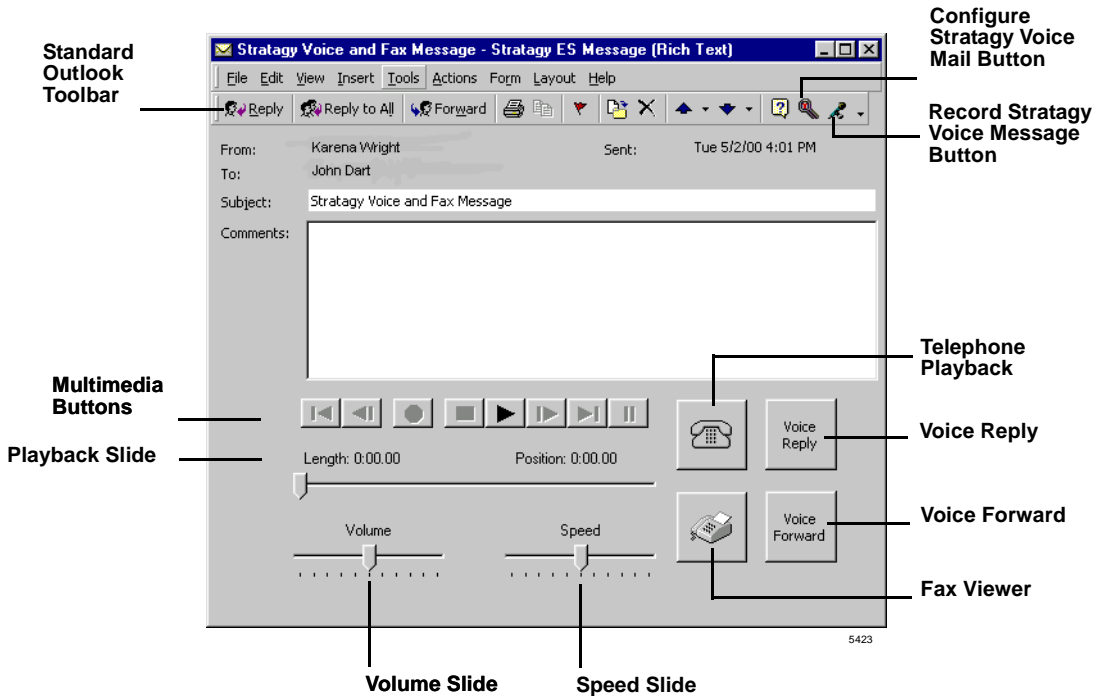 Configure
Stratagy Voice
Mail Button
Standard
Outlook
Toolbar
Stratagy Voice and Fax Message - Stratagy ES Message (Rich Text)
File Edit View Insert Tools Actions Form Layout Help
Reply Reply to All Forward
Record Stratagy
Voice Message
Button
From: Karena Wright Sent: Tue 5/2/00 4:01 PM
To: John Dart
Subject: Stratagy Voice and Fax Message
Comments:
Telephone
Playback
Multimedia
Buttons
Voice
Reply
Voice Reply
Playback Slide
Length: 0:00.00 Position: 0:00.00
Volume Speed
Voice
Forward
Voice Forward
Fax Viewer
5423
Volume Slide Speed Slide